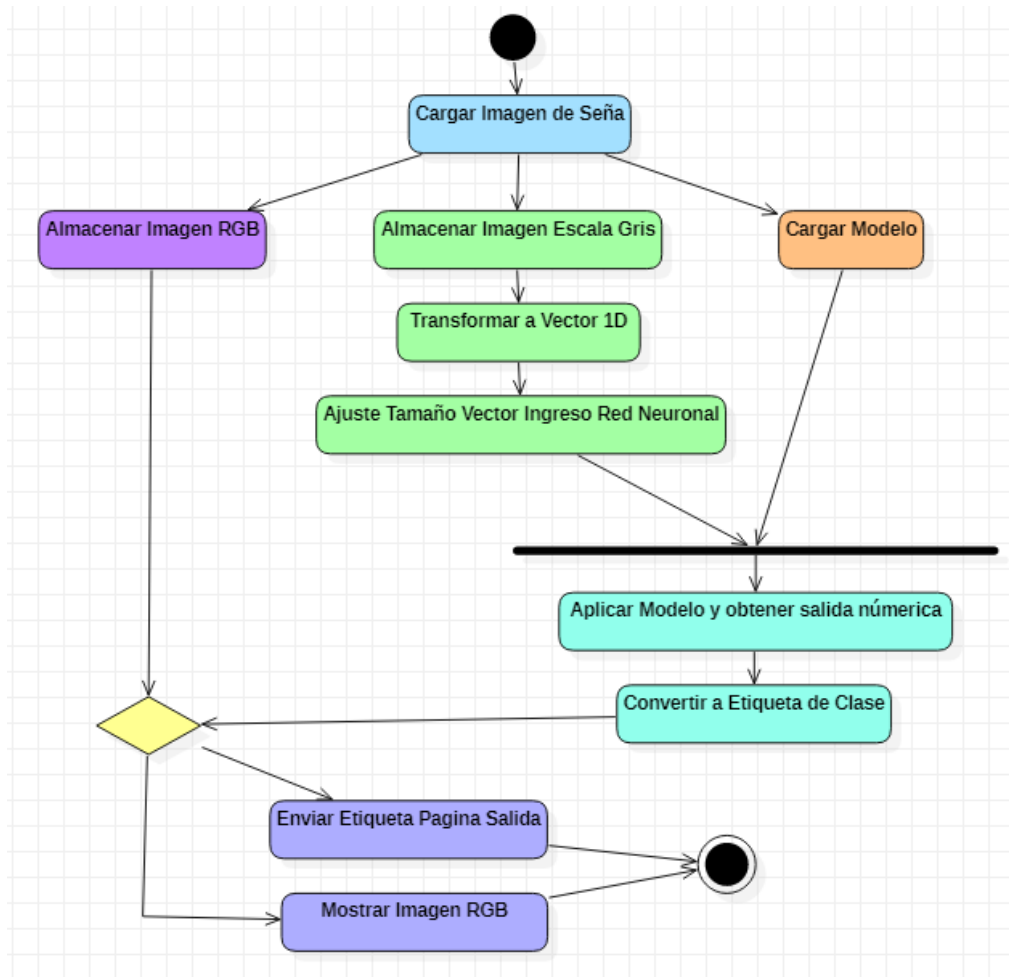 Cargar Imagen de Seña
Almacenar Imagen RGB
Almacenar Imagen Escala Gris
Cargar Modelo
Transformar a Vector 1D
Ajuste Tamaño Vector Ingreso Red Neuronal
Aplicar Modelo y obtener salida númerica
Convertir a Etiqueta de Clase
Enviar Etiqueta Pagina Salida
Mostrar Imagen RGB